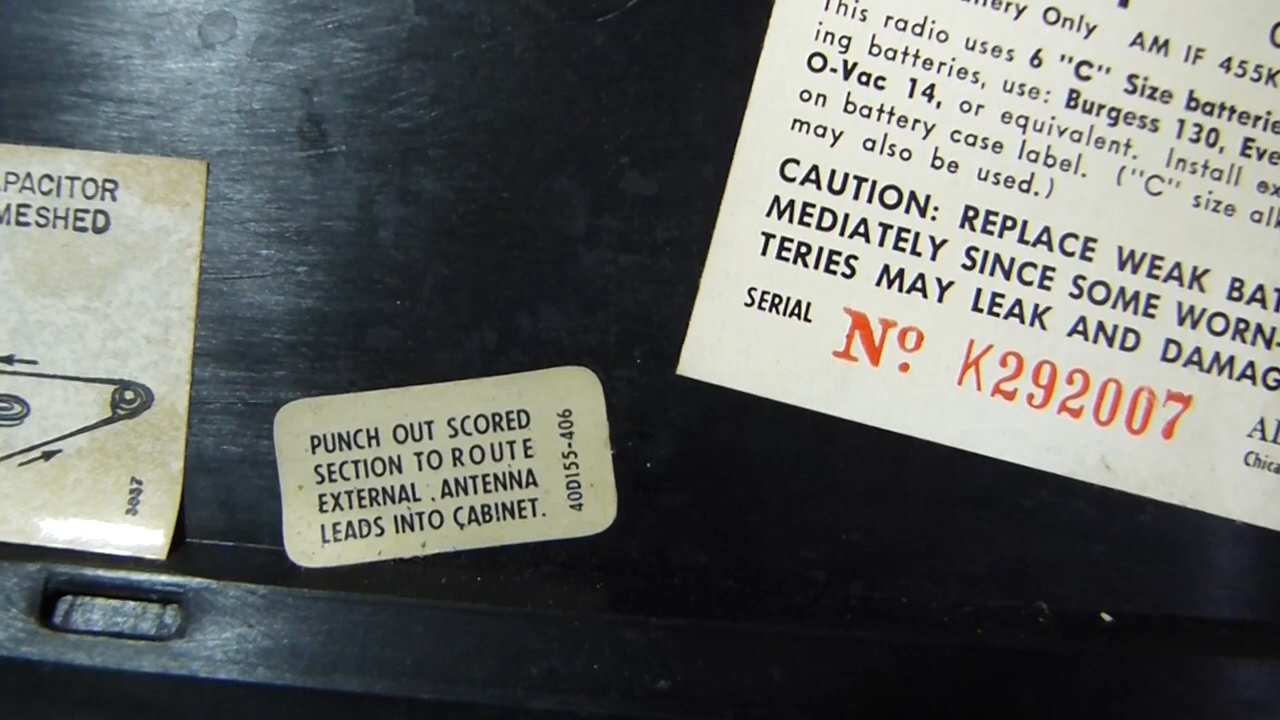 APACITOR
MESHED
3037
PUNCH OUT SCORED
SECTION TO ROUTE
EXTERNAL ANTENNA
LEADS INTO CABINET.
40D155-406
Only AM IF 455K
This radio uses 6 "C" Size batterie
ing batteries, use: Burgess 130, Eve
O-Vac 14, or equivalent. Install ex
on battery case label. ("C" size alk
may also be used.)
CAUTION: REPLACE WEAK BAT
MEDIATELY SINCE SOME WORN-
TERIES MAY LEAK AND DAMAG
SERIAL No. K292007
Chica